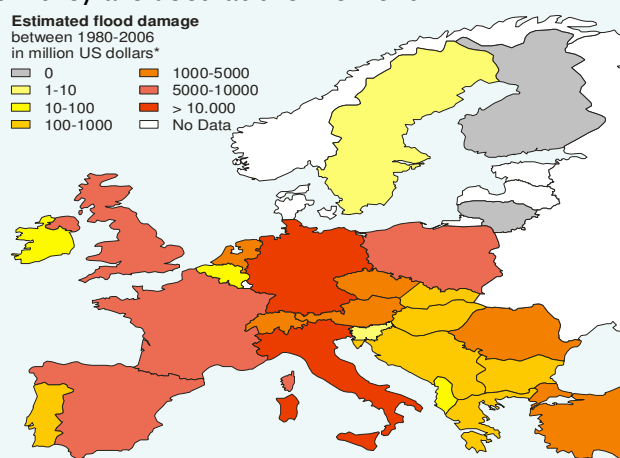 Estimated flood damage
between 1980-2006
in million US dollars*
0
1-10
10-100
100-1000
1000-5000
5000-10000
> 10.000
No Data